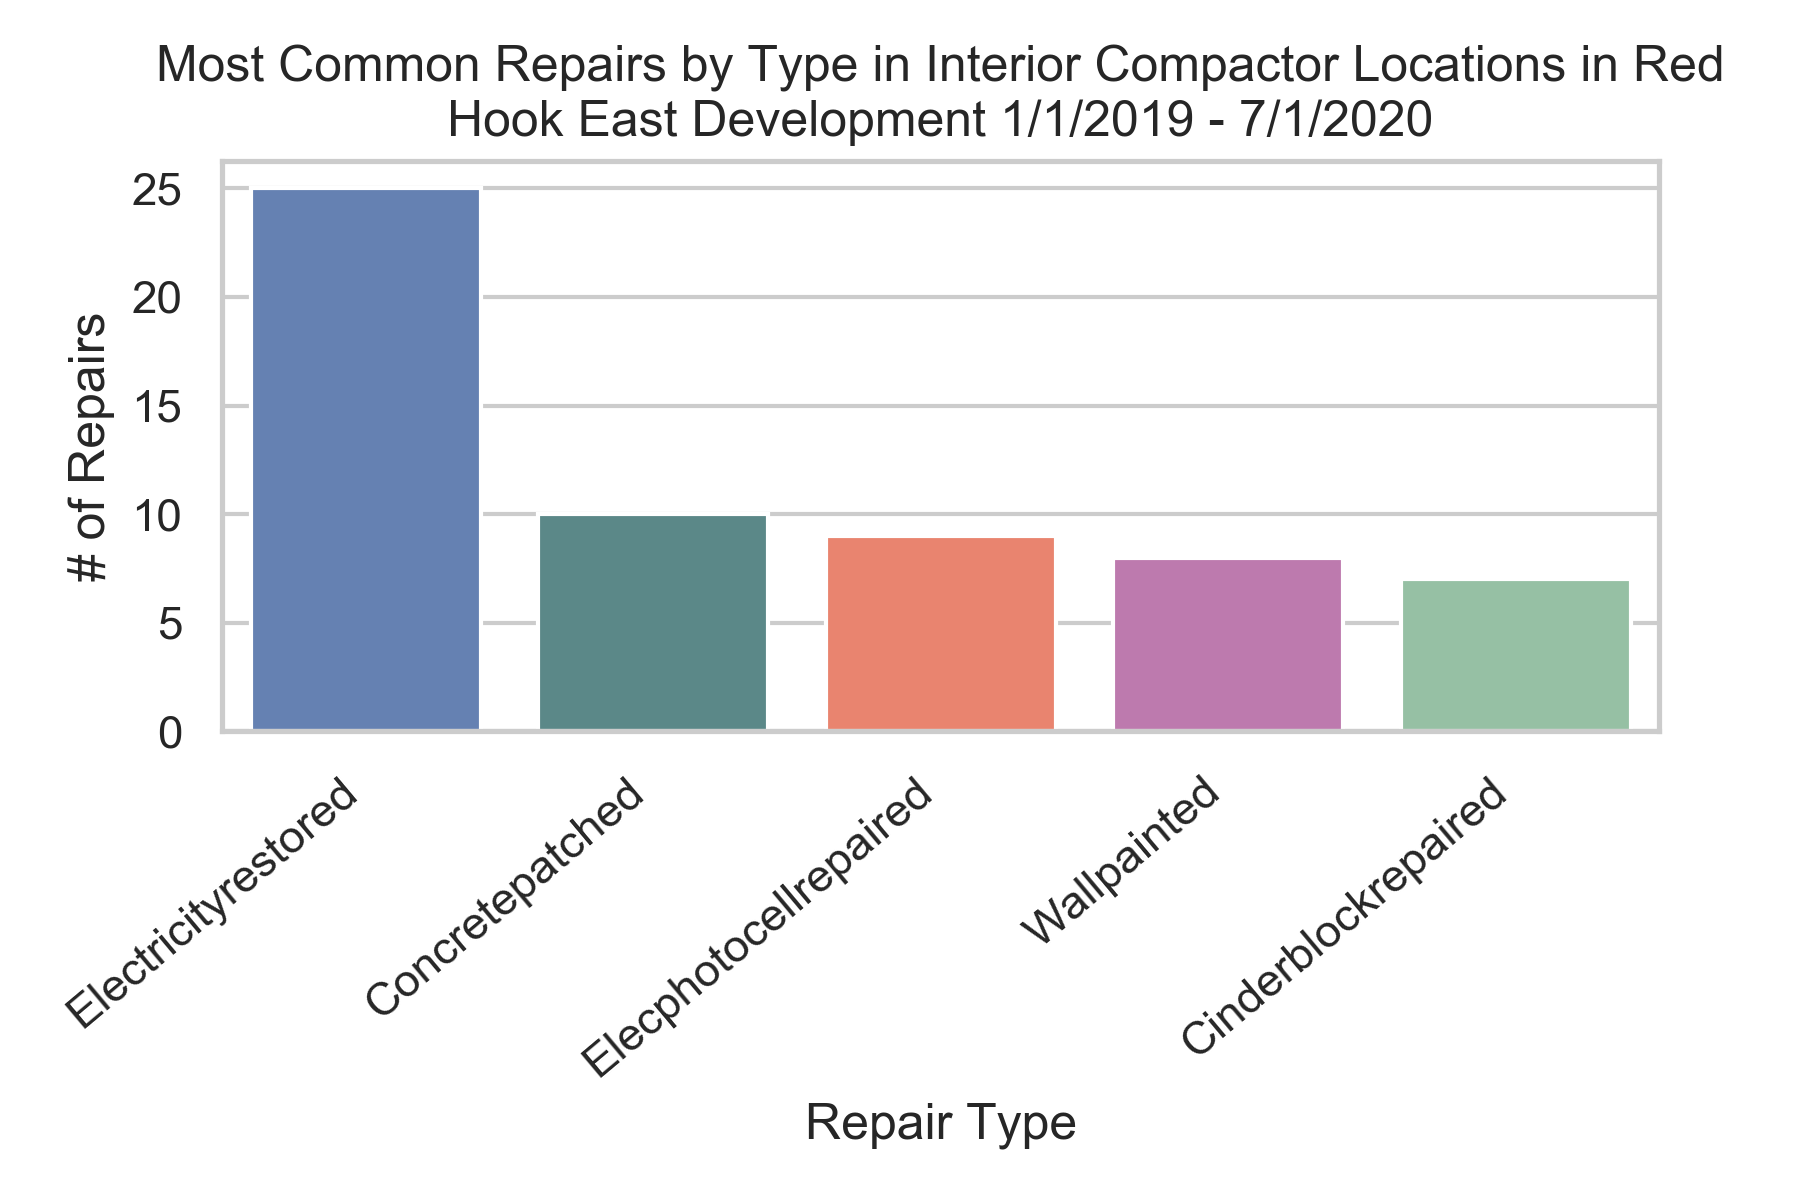 Most Common Repairs by Type in Interior Compactor Locations in Red
Hook East Development 1/1/2019 - 7/1/2020
# of Repairs
25
20
15
10
5
0
Electricityrestored
Concretepatched
Elecphotocellrepaired
Wallpainted
Cinderblockrepaired
Repair Type